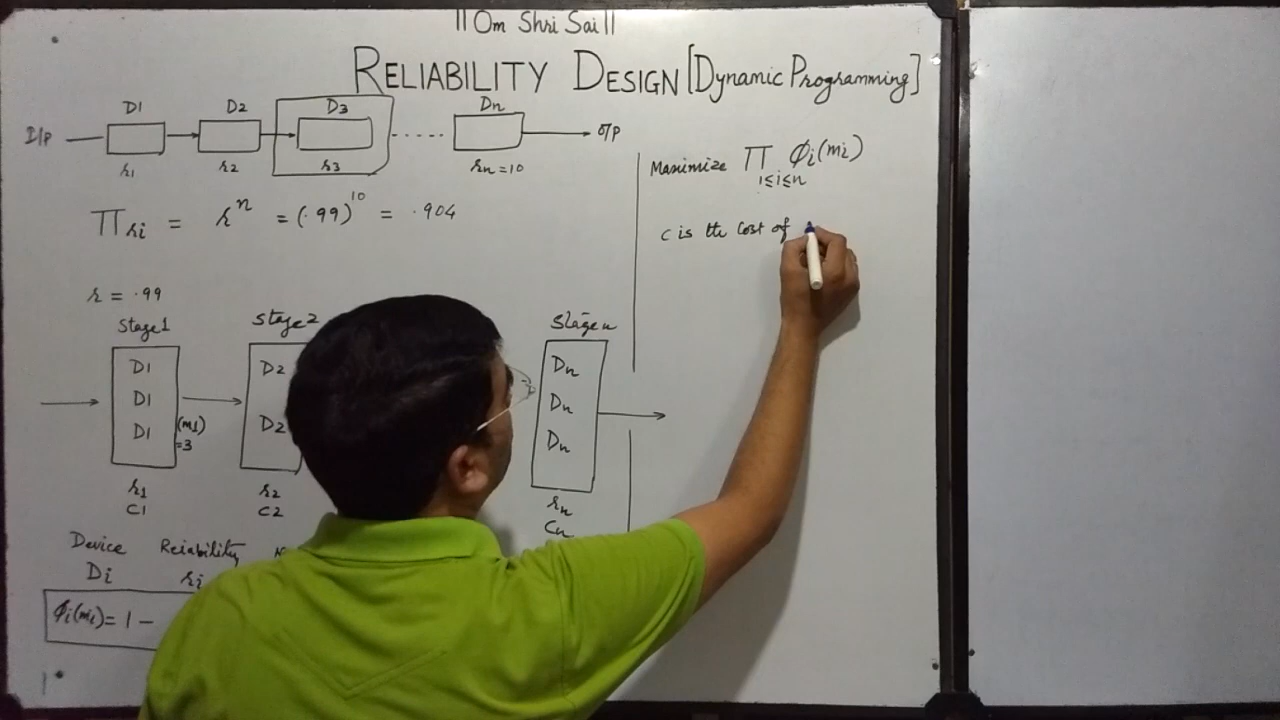 || Om Shri Sai ||
RELIABILITY DESIGN [Dynamic Programming]
D1 D2 D3 Dn
I/p ...... O/p
r1 r2 r3 rn = 10
Maximize ∏ ϕi(mi)
1≤i≤n
∏ri = r^n = (.99)^10 = .904
c is the cost of
r = .99
Stage1 Stage2 Stage n
D1 D2 Dn
D1 Dn
D1 D2 Dn
(m1)
=3
r1 r2 rn
C1 C2 Cn
Device Reiability
Di ri
ϕi(mi) = 1 -